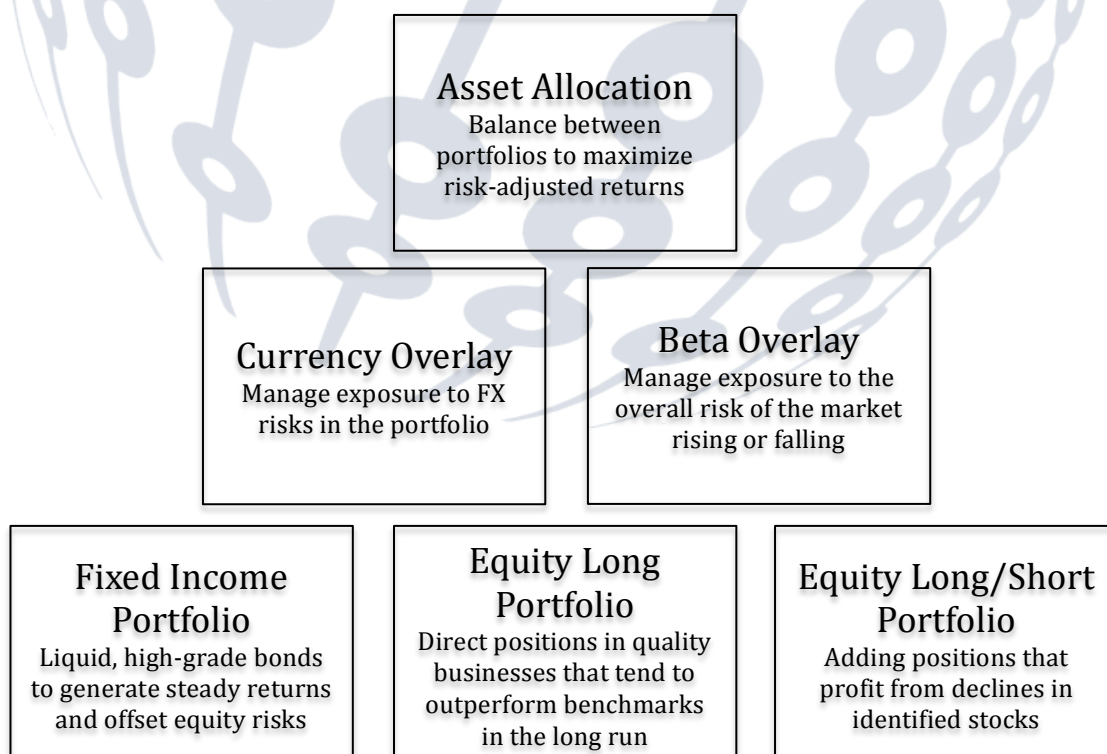 Asset Allocation
Balance between
portfolios to maximize
risk-adjusted returns
Currency Overlay
Manage exposure to FX
risks in the portfolio
Beta Overlay
Manage exposure to the
overall risk of the market
rising or falling
Fixed Income
Portfolio
Liquid, high-grade bonds
to generate steady returns
and offset equity risks
Equity Long
Portfolio
Direct positions in quality
businesses that tend to
outperform benchmarks
in the long run
Equity Long/Short
Portfolio
Adding positions that
profit from declines in
identified stocks